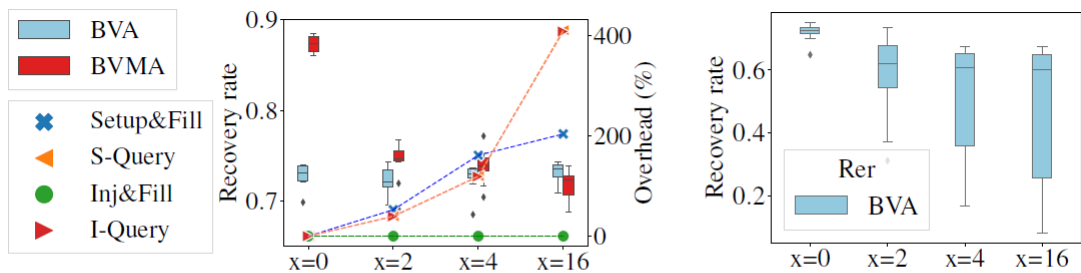 BVA
BVMA
Setup&Fill
S-Query
Inj&Fill
I-Query
Recovery rate
0.9
0.8
0.7
400
200
0
Overhead (%)
x=0 x=2 x=4 x=16
Recovery rate
0.6
0.4
0.2
Rer
BVA
x=0 x=2 x=4 x=16